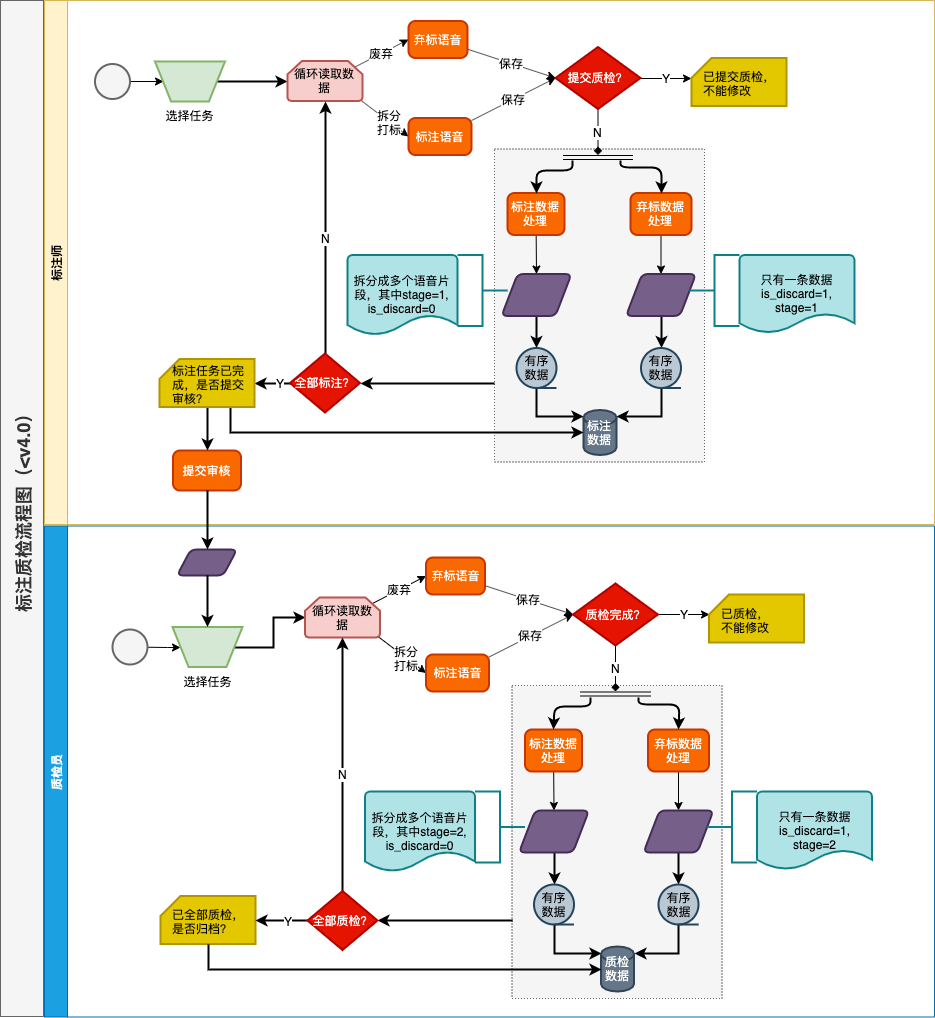 标注质检流程图（<v4.0）
标注师
选择任务
循环读取数
据
废弃
弃标语音
保存
拆分
打标
标注语音
保存
提交质检?
Y
已提交质检，
不能修改
N
标注数据
处理
弃标数据
处理
拆分成多个语音片
段，其中stage=1,
is_discard=0
只有一条数据
is_discard=1,
stage=1
有序
数据
有序
数据
标注
数据
N
全部标注?
Y
标注任务已完
成，是否提交
审核?
提交审核
质检员
选择任务
循环读取数
据
废弃
弃标语音
保存
拆分
打标
标注语音
保存
质检完成?
Y
已质检，
不能修改
N
标注数据
处理
弃标数据
处理
拆分成多个语音片
段，其中stage=2,
is_discard=0
只有一条数据
is_discard=1,
stage=2
有序
数据
有序
数据
质检
数据
N
全部质检?
Y
已全部质检，
是否归档?